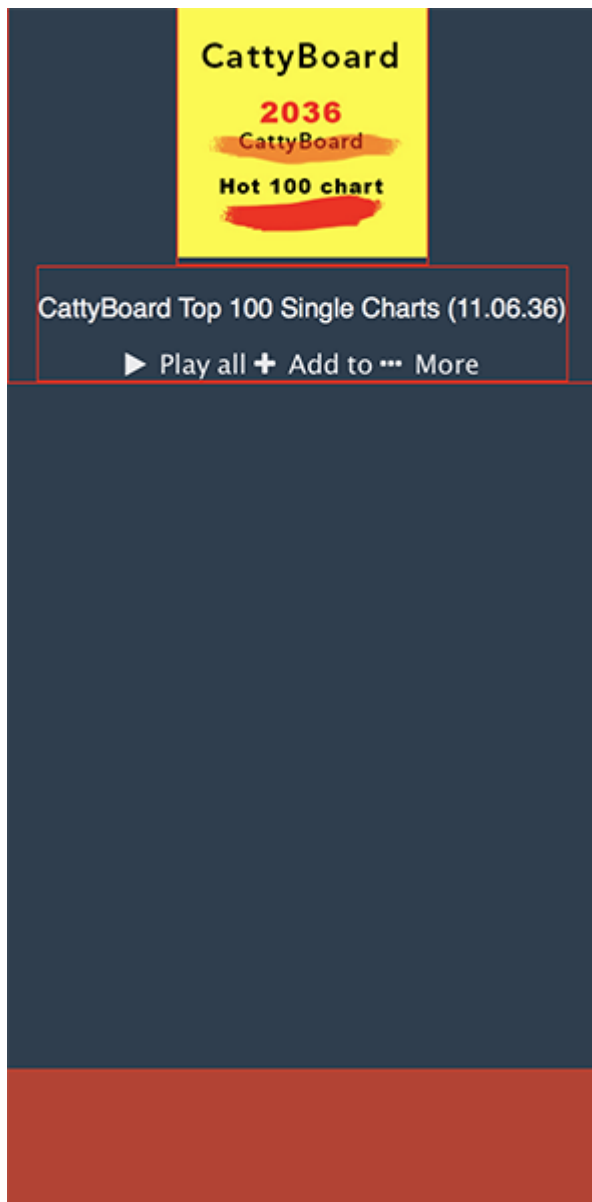 CattyBoard
2036
CattyBoard
Hot 100 chart
CattyBoard Top 100 Single Charts (11.06.36)
Play all Add to More